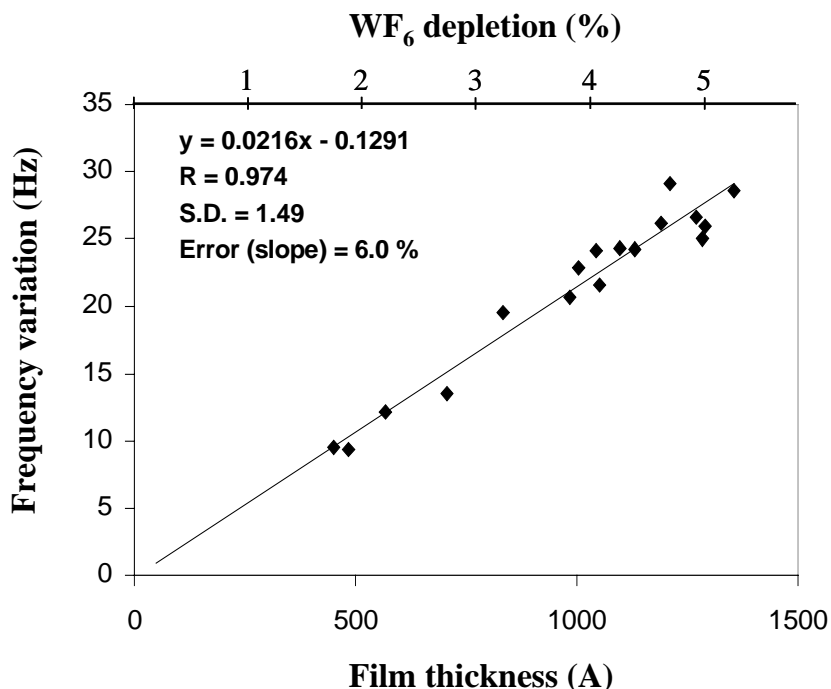 WF6 depletion (%)
1 2 3 4 5
35
30
25
20
15
10
5
0
Frequency variation (Hz)
y = 0.0216x - 0.1291
R = 0.974
S.D. = 1.49
Error (slope) = 6.0 %
0 500 1000 1500
Film thickness (A)